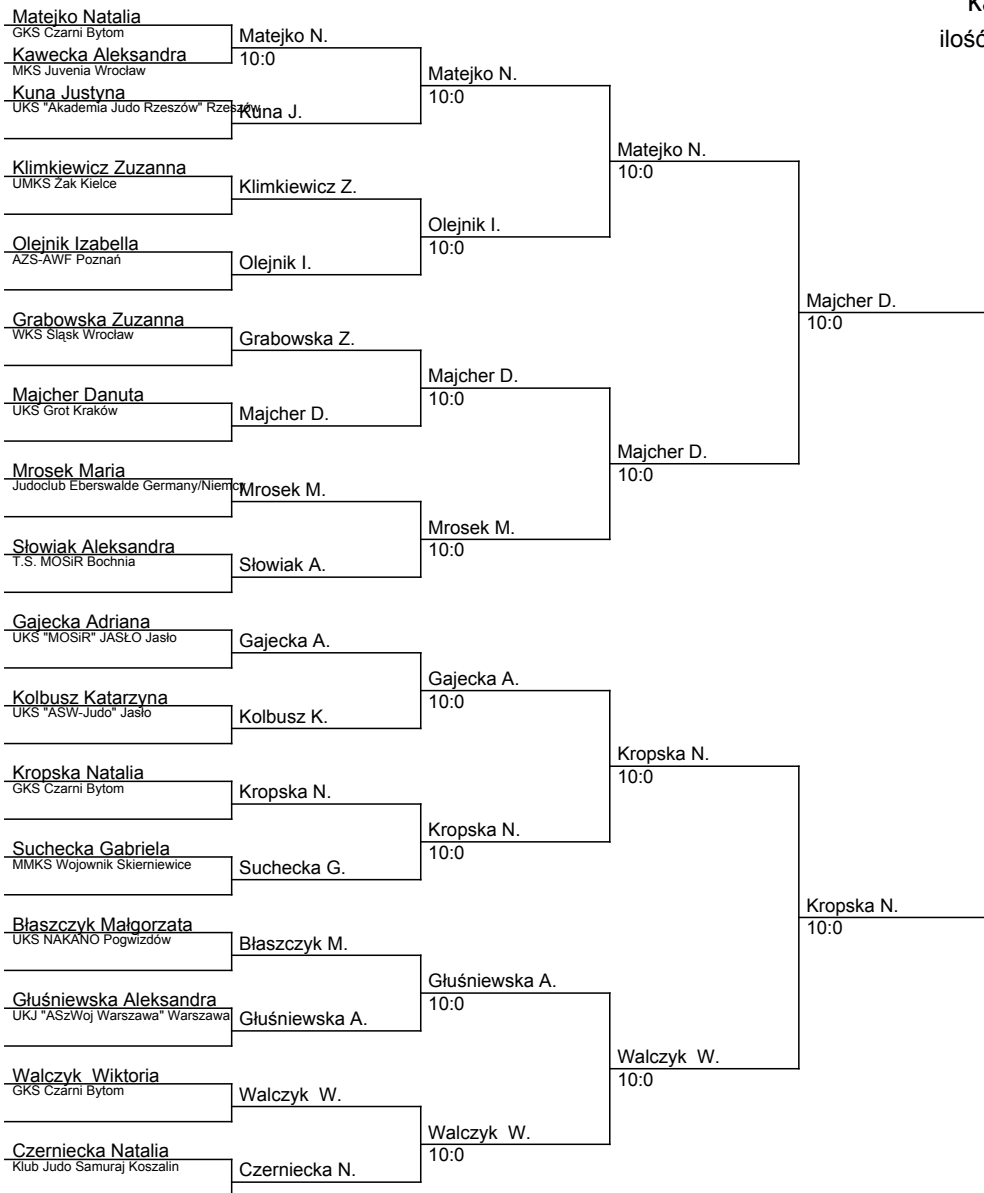 Matejko Natalia
GKS Czarni Bytom
Kawecka Aleksandra
MKS Juvenia Wrocław
Kuna Justyna
UKS "Akademia Judo Rzeszów" Rzeszów
Klimkiewicz Zuzanna
UMKS Żak Kielce
Olejnik Izabella
AZS-AWF Poznań
Grabowska Zuzanna
WKS Śląsk Wrocław
Majcher Danuta
UKS Grot Kraków
Mrosek Maria
Judoclub Eberswalde Germany/Niemcy
Słowiak Aleksandra
T.S. MOSiR Bochnia
Gajecka Adriana
UKS "MOSiR" JASŁO Jasło
Kolbusz Katarzyna
UKS "ASW-Judo" Jasło
Kropska Natalia
GKS Czarni Bytom
Suchecka Gabriela
MMKS Wojownik Skierniewice
Błaszczyk Małgorzata
UKS NAKANO Pogwizdów
Głuśniewska Aleksandra
UKJ "ASzWoj Warszawa" Warszawa
Walczyk Wiktoria
GKS Czarni Bytom
Czerniecka Natalia
Klub Judo Samuraj Koszalin
Matejko N.
10:0
Kuna J.
Klimkiewicz Z.
Olejnik I.
Grabowska Z.
Majcher D.
Mrosek M.
Słowiak A.
Gajecka A.
Kolbusz K.
Kropska N.
Suchecka G.
Błaszczyk M.
Głuśniewska A.
Walczyk W.
Czerniecka N.
Matejko N.
10:0
Olejnik I.
10:0
Majcher D.
10:0
Mrosek M.
10:0
Gajecka A.
10:0
Kropska N.
10:0
Głuśniewska A.
10:0
Walczyk W.
10:0
Matejko N.
10:0
Majcher D.
10:0
Kropska N.
10:0
Walczyk W.
10:0
Majcher D.
10:0
Kropska N.
10:0
ilość